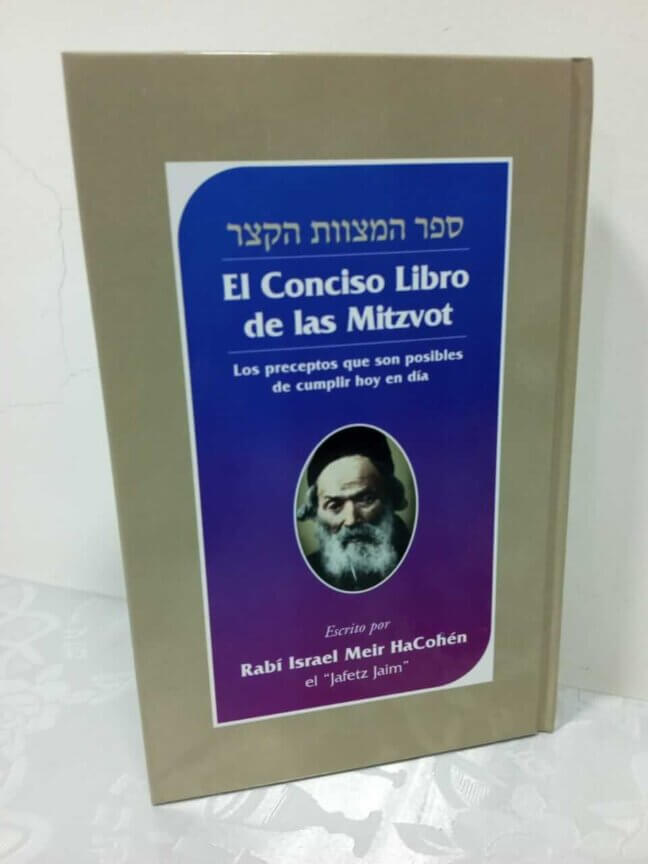 ספר המצוות הקצר
El Conciso Libro
de las Mitzvot
Los preceptos que son posibles
de cumplir hoy en día
Escrito por
Rabí Israel Meir HaCohén
el "Jafetz Jaim"